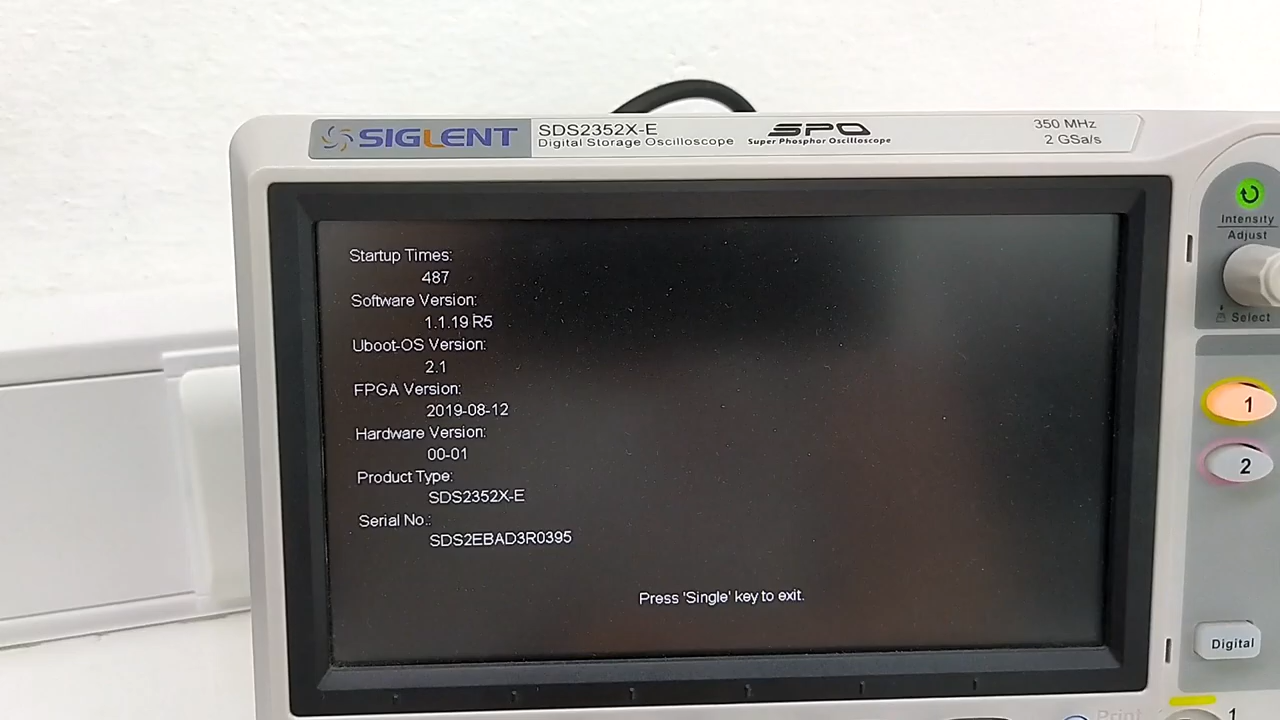 SIGLENT
SDS2352X-E
Digital Storage Oscilloscope
SPO
Super Phosphor Oscilloscope
350 MHz
2 GSa/s
Startup Times:
487
Software Version:
1.1.19 R5
Uboot-OS Version:
2.1
FPGA Version:
2019-08-12
Hardware Version:
00-01
Product Type:
SDS2352X-E
Serial No.:
SDS2EBAD3R0395
Press 'Single' key to exit.
Intensity
Adjust
Select
1
2
Digital
Print
1